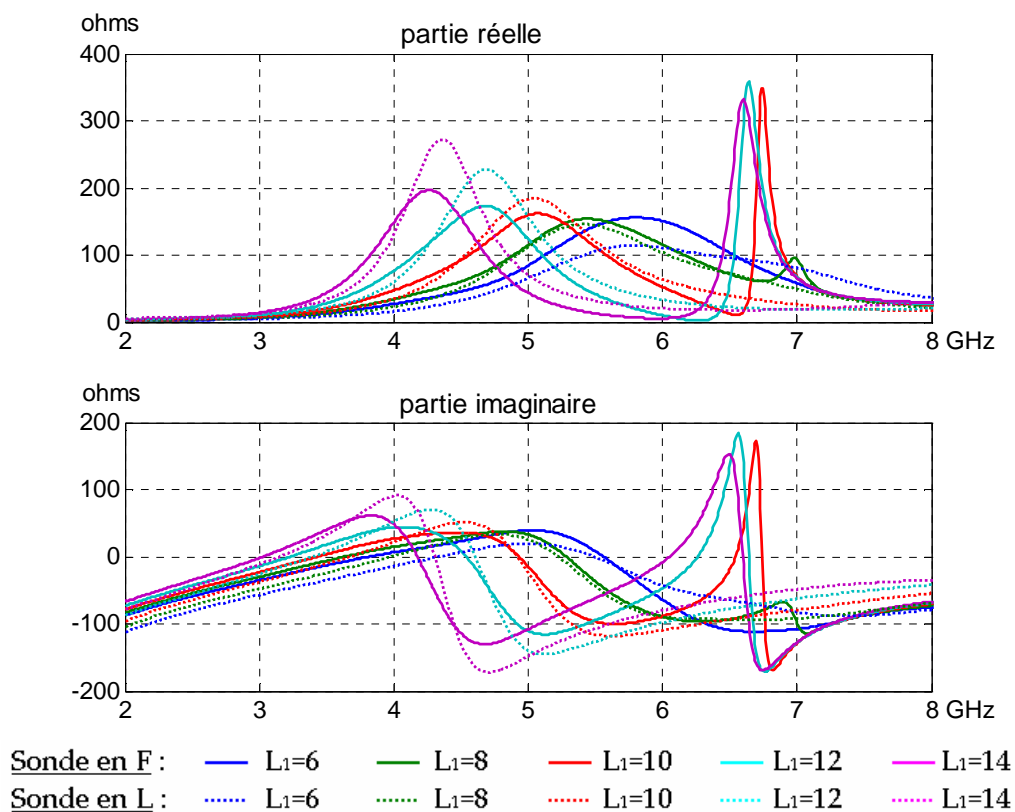 ohms
partie réelle
400
300
200
100
0
2 3 4 5 6 7 8 GHz
ohms
partie imaginaire
200
100
0
-100
-200
2 3 4 5 6 7 8 GHz
Sonde en F : L1=6 L1=8 L1=10 L1=12 L1=14
Sonde en L : L1=6 L1=8 L1=10 L1=12 L1=14